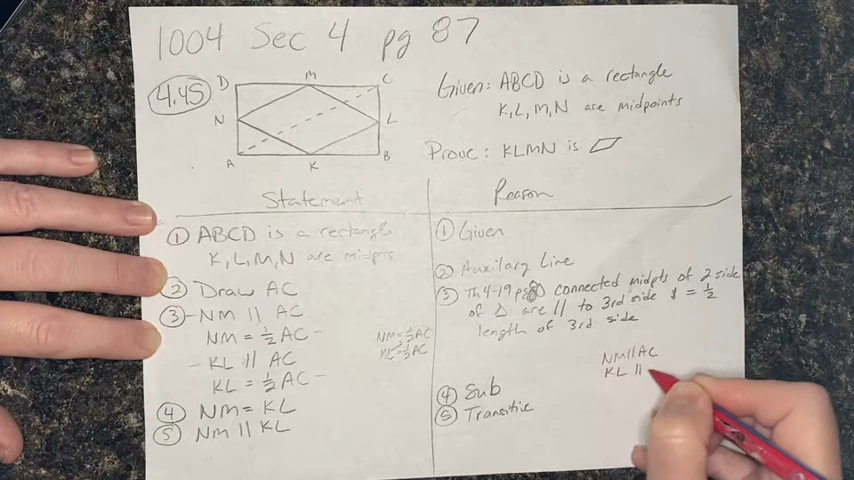 1004 Sec 4 pg 87
4.45
D M C
N L
A K B
Given: ABCD is a rectangle
K,L,M,N are midpoints
Prove: KLMN is
Statement
Reason
① ABCD is a rectangle
K,L,M,N are midpts
② Draw AC
③ - NM || AC
NM = ½ AC -
- KL || AC
KL = ½ AC -
④ NM = KL
⑤ NM || KL
NM = ½ AC
KL = ½ AC
① Given
② Auxilary Line
③ Th 4-19 connected midpts of 2 side
of △ are // to 3rd side & = ½
length of 3rd side
④ Sub
⑤ Transitive
NM || AC
KL ||